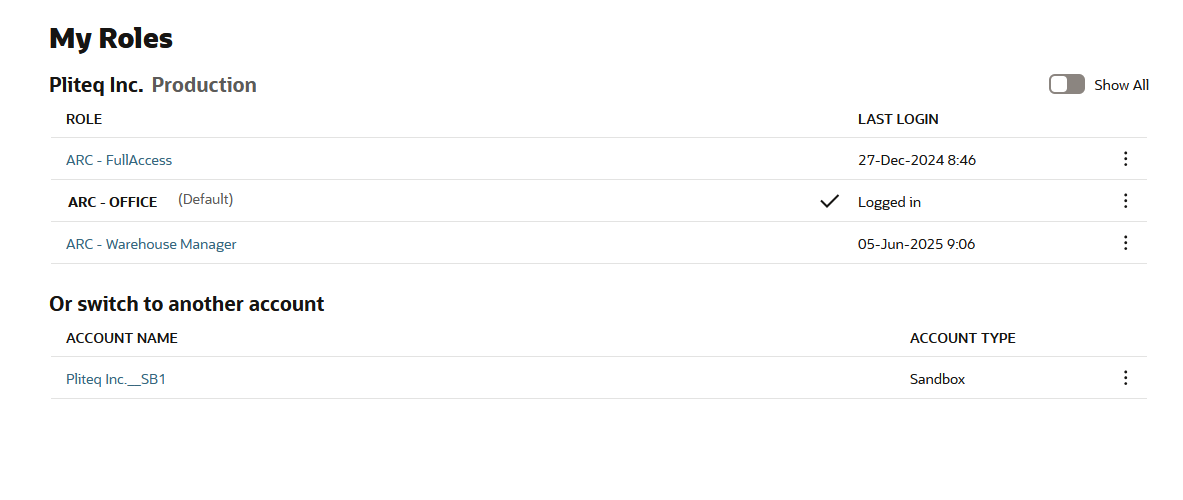 My Roles
Pliteq Inc. Production
Show All
ROLE LAST LOGIN
ARC - FullAccess 27-Dec-2024 8:46
ARC - OFFICE (Default) Logged in
ARC - Warehouse Manager 05-Jun-2025 9:06
Or switch to another account
ACCOUNT NAME ACCOUNT TYPE
Pliteq Inc.__SB1 Sandbox